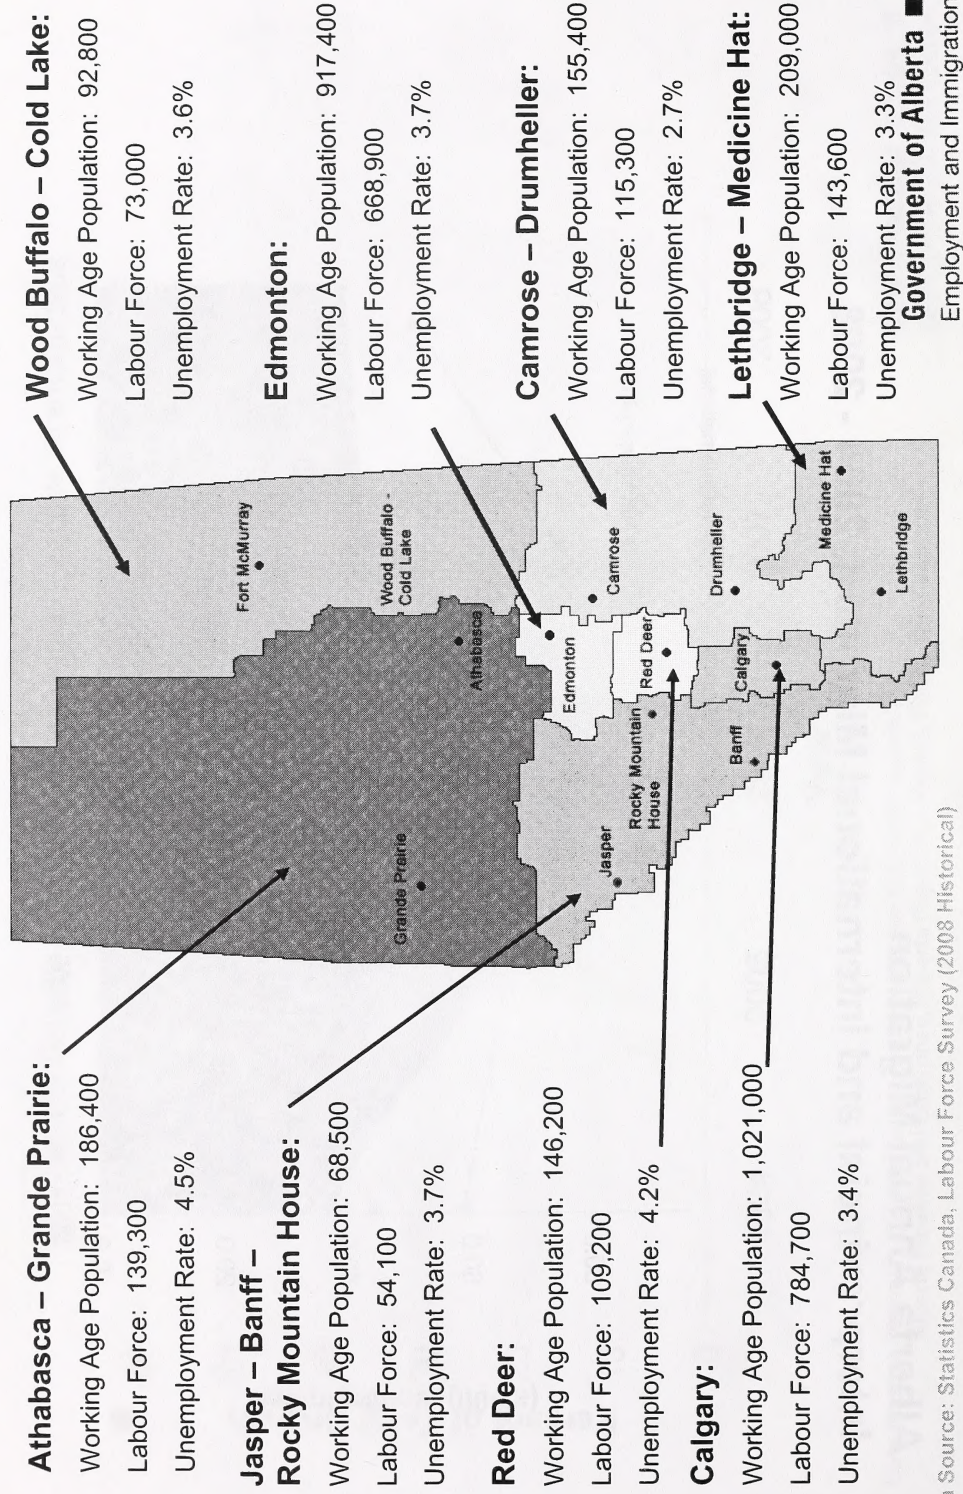 Athabasca – Grande Prairie:
Working Age Population: 186,400
Labour Force: 139,300
Unemployment Rate: 4.5%
Jasper – Banff –
Rocky Mountain House:
Working Age Population: 68,500
Labour Force: 54,100
Unemployment Rate: 3.7%
Red Deer:
Working Age Population: 146,200
Labour Force: 109,200
Unemployment Rate: 4.2%
Calgary:
Working Age Population: 1,021,000
Labour Force: 784,700
Unemployment Rate: 3.4%
Fort McMurray
Wood Buffalo -
Cold Lake
Grande Prairie
Athabasca
Edmonton
Jasper
Camrose
Rocky Mountain
House
Red Deer
Banff
Calgary
Drumheller
Medicine Hat
Lethbridge
Wood Buffalo – Cold Lake:
Working Age Population: 92,800
Labour Force: 73,000
Unemployment Rate: 3.6%
Edmonton:
Working Age Population: 917,400
Labour Force: 668,900
Unemployment Rate: 3.7%
Camrose – Drumheller:
Working Age Population: 155,400
Labour Force: 115,300
Unemployment Rate: 2.7%
Lethbridge – Medicine Hat:
Working Age Population: 209,000
Labour Force: 143,600
Unemployment Rate: 3.3%
Government of Alberta
Employment and Immigration
Source: Statistics Canada, Labour Force Survey (2008 Historical)